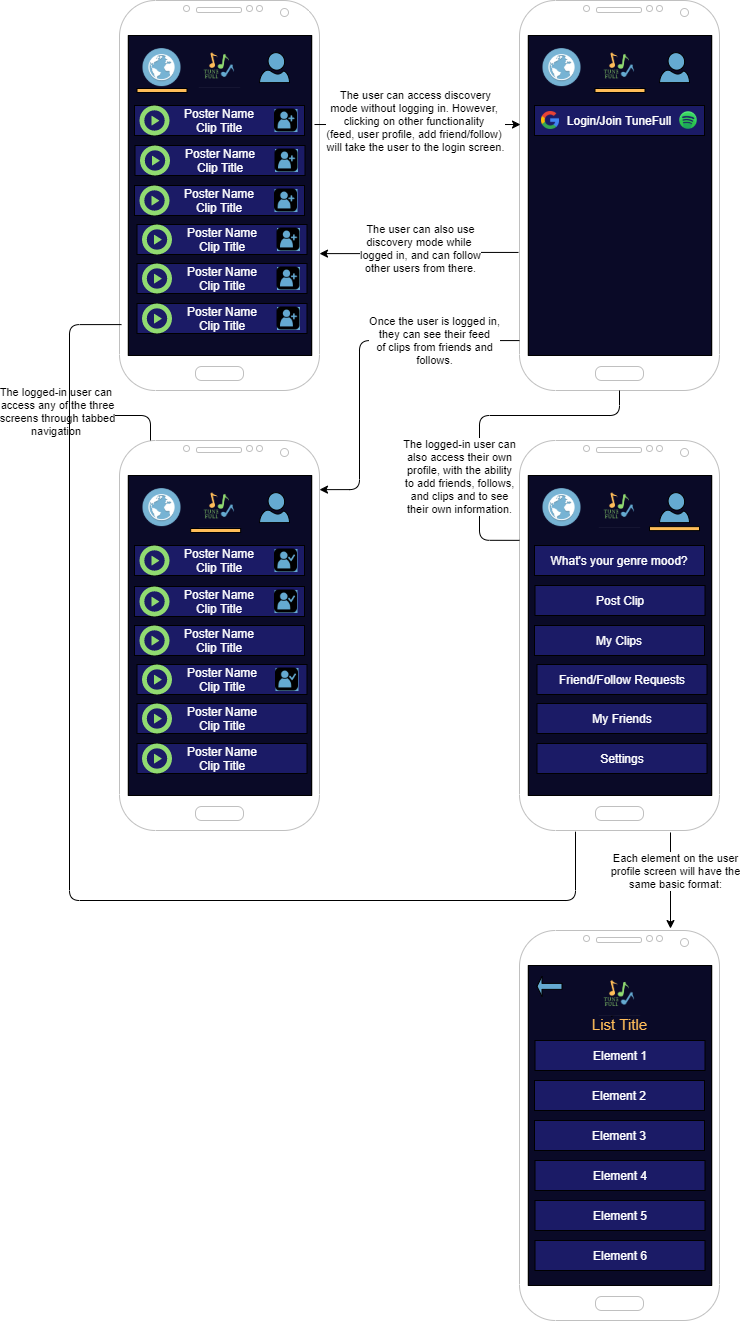 TUNE
FULL
Poster Name
Clip Title
Poster Name
Clip Title
Poster Name
Clip Title
Poster Name
Clip Title
Poster Name
Clip Title
Poster Name
Clip Title
The user can access discovery
mode without logging in. However,
clicking on other functionality
(feed, user profile, add friend/follow)
will take the user to the login screen.
TUNE
FULL
Login/Join TuneFull
The user can also use
discovery mode while
logged in, and can follow
other users from there.
Once the user is logged in,
they can see their feed
of clips from friends and
follows.
The logged-in user can
access any of the three
screens through tabbed
navigation
TUNE
FULL
Poster Name
Clip Title
Poster Name
Clip Title
Poster Name
Clip Title
Poster Name
Clip Title
Poster Name
Clip Title
Poster Name
Clip Title
The logged-in user can
also access their own
profile, with the ability
to add friends, follows,
and clips and to see
their own information.
TUNE
FULL
What's your genre mood?
Post Clip
My Clips
Friend/Follow Requests
My Friends
Settings
Each element on the user
profile screen will have the
same basic format:
TUNE
FULL
List Title
Element 1
Element 2
Element 3
Element 4
Element 5
Element 6